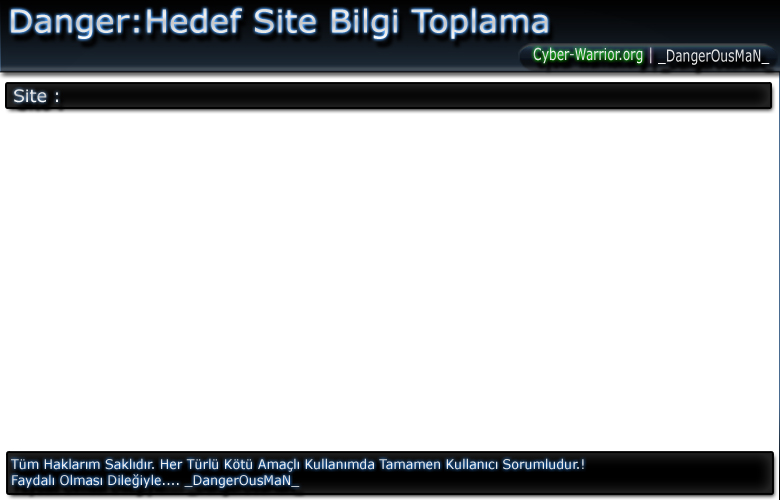 Danger:Hedef Site Bilgi Toplama
Cyber-Warrior.org | _DangerOusMaN_
Site :
Tüm Haklarım Saklıdır. Her Türlü Kötü Amaçlı Kullanımda Tamamen Kullanıcı Sorumludur.!
Faydalı Olması Dileğiyle.... _DangerOusMaN_